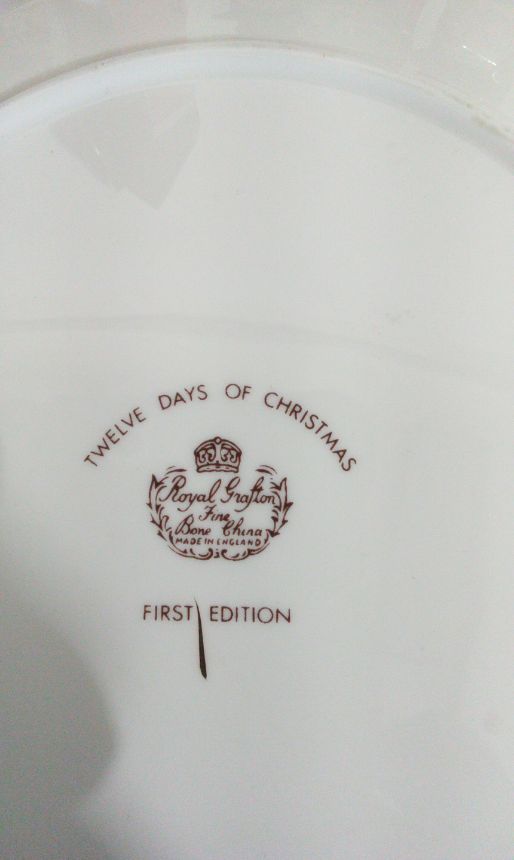 TWELVE DAYS OF CHRISTMAS
Royal Grafton
Fine
Bone China
MADE IN ENGLAND
FIRST EDITION